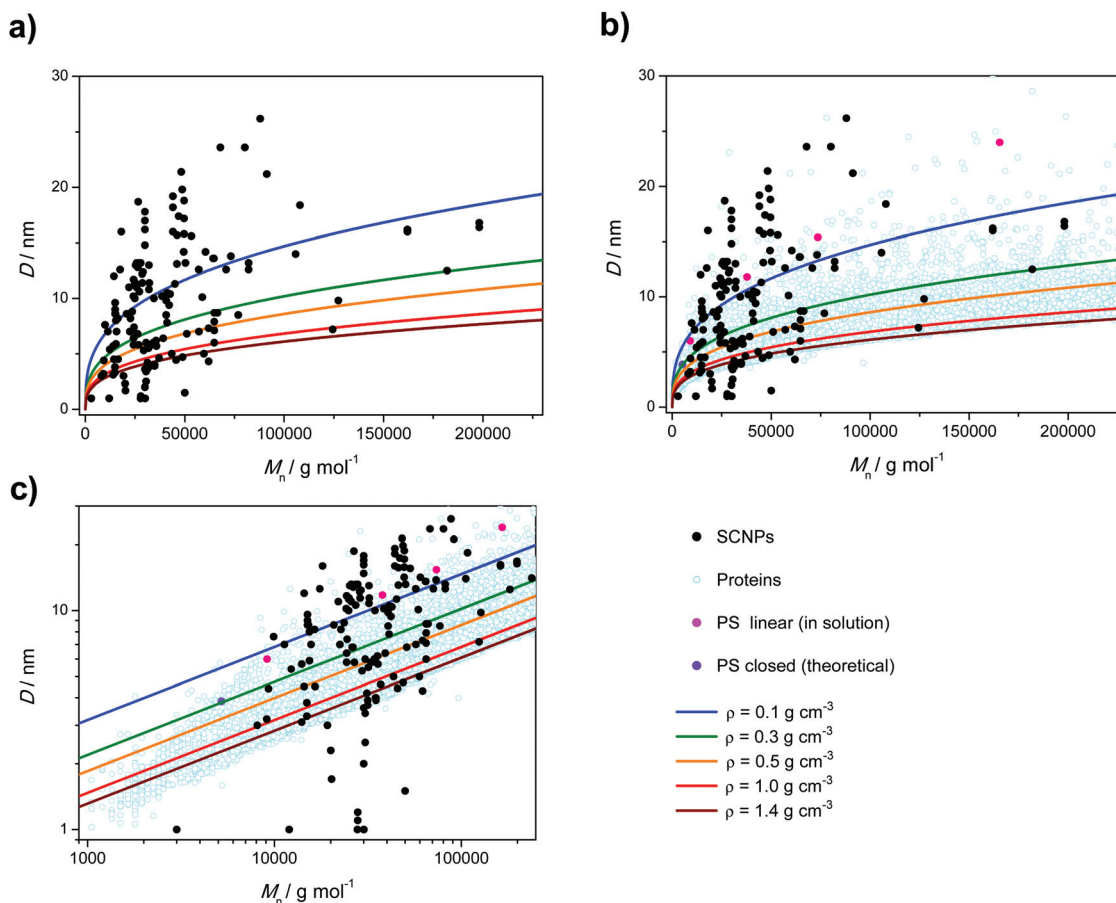 a)
30
20
10
0
D / nm
0
50000
100000
150000
200000
Mn / g mol-1
b)
30
20
10
0
D / nm
0
50000
100000
150000
200000
Mn / g mol-1
c)
10
1
D / nm
1000
10000
100000
Mn / g mol-1
SCNPs
Proteins
PS linear (in solution)
PS closed (theoretical)
ρ = 0.1 g cm-3
ρ = 0.3 g cm-3
ρ = 0.5 g cm-3
ρ = 1.0 g cm-3
ρ = 1.4 g cm-3